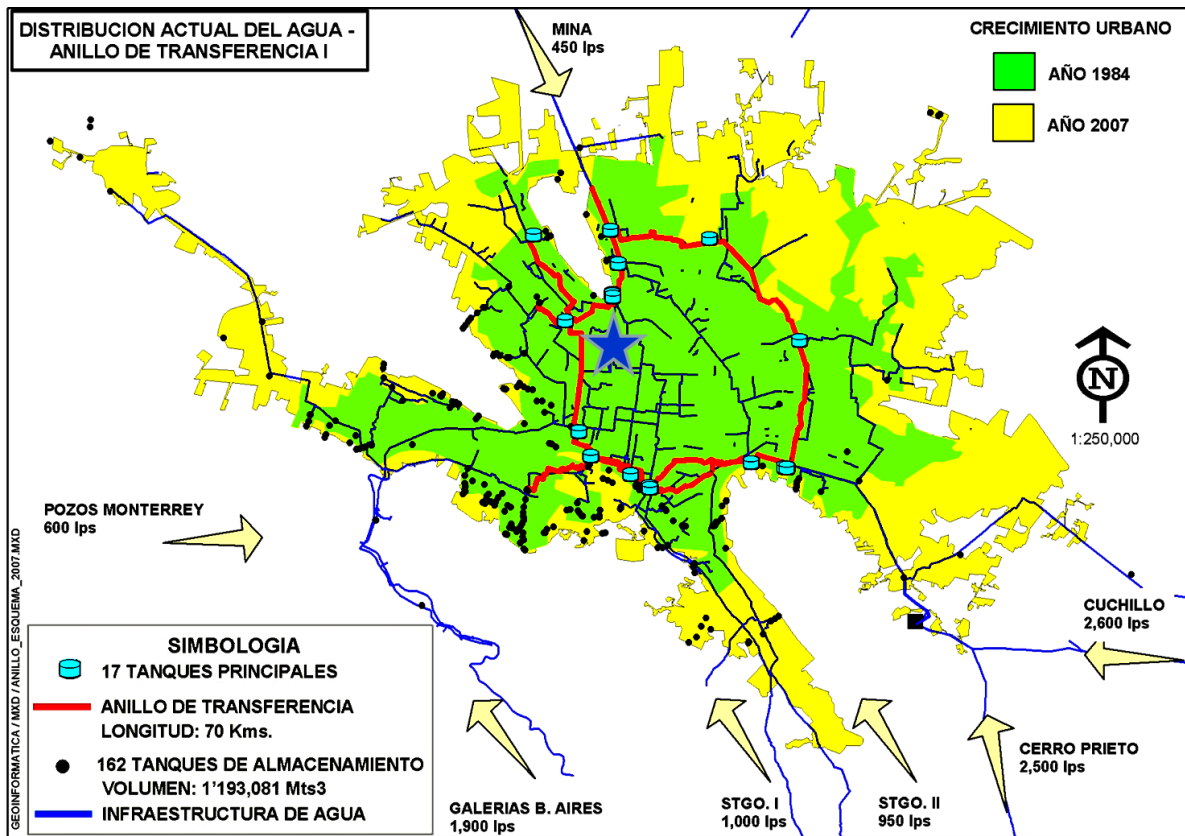 DISTRIBUCION ACTUAL DEL AGUA -
ANILLO DE TRANSFERENCIA I
MINA
450 lps
CRECIMIENTO URBANO
AÑO 1984
AÑO 2007
N
1:250,000
POZOS MONTERREY
600 lps
CUCHILLO
2,600 lps
CERRO PRIETO
2,500 lps
STGO. II
950 lps
STGO. I
1,000 lps
GALERIAS B. AIRES
1,900 lps
SIMBOLOGIA
17 TANQUES PRINCIPALES
ANILLO DE TRANSFERENCIA
LONGITUD: 70 Kms.
162 TANQUES DE ALMACENAMIENTO
VOLUMEN: 1'193,081 Mts3
INFRAESTRUCTURA DE AGUA
GEOINFORMATICA / MXD / ANILLO_ESQUEMA_2007.MXD